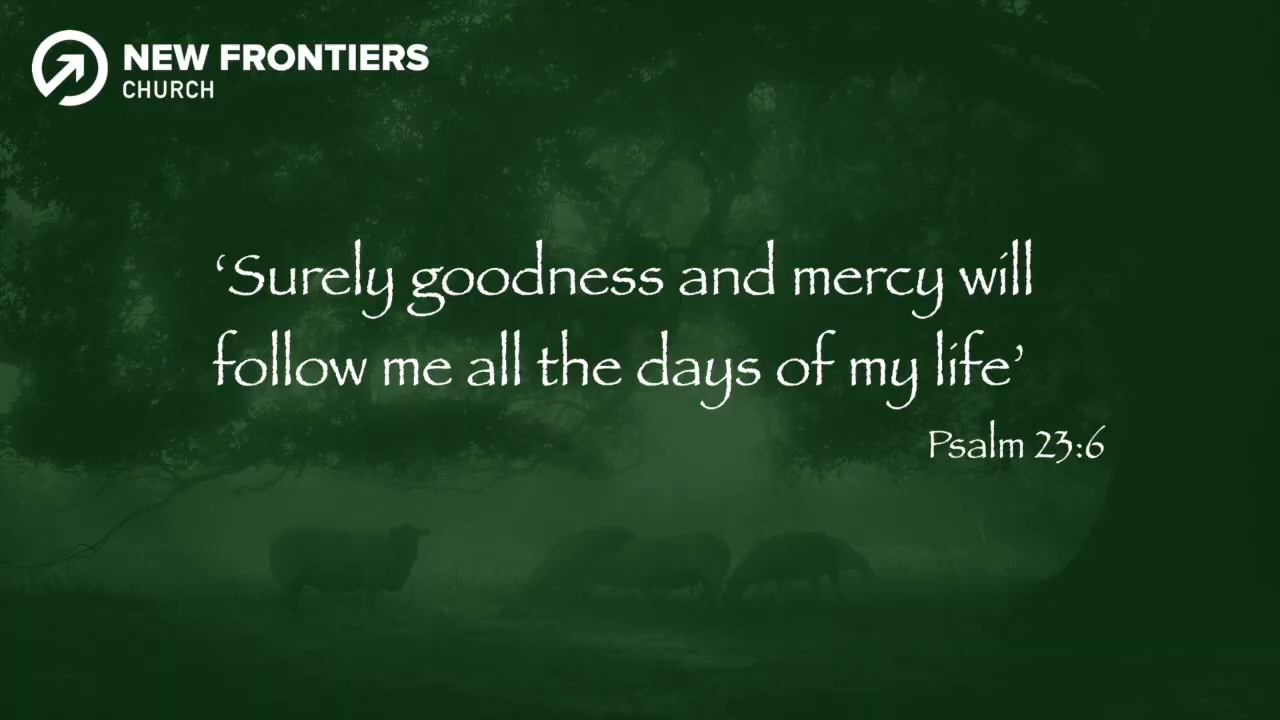 NEW FRONTIERS
CHURCH
‘Surely goodness and mercy will
follow me all the days of my life’
Psalm 23:6